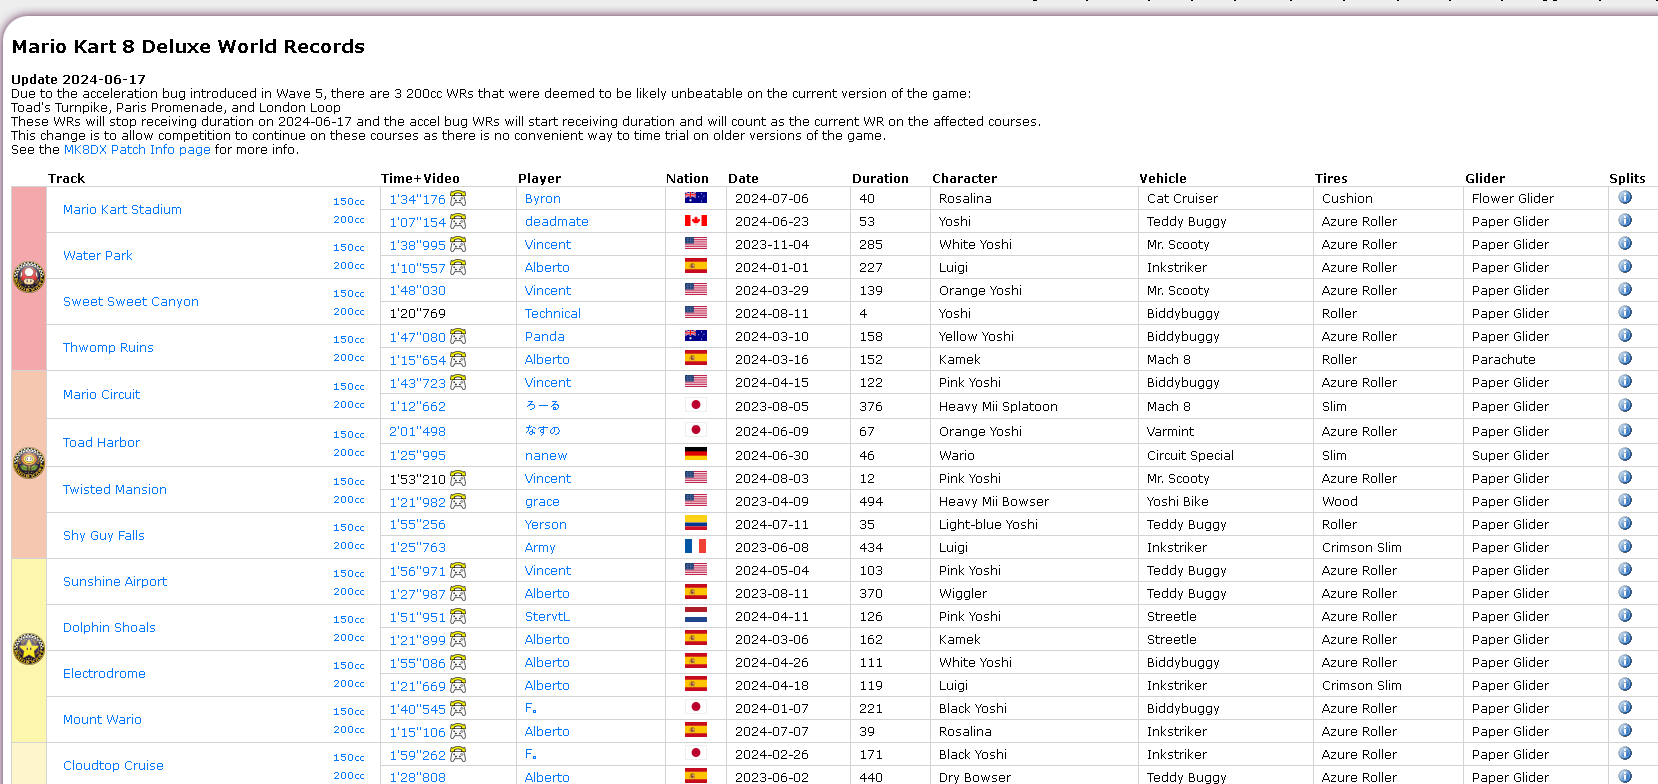 Mario Kart 8 Deluxe World Records
Update 2024-06-17
Due to the acceleration bug introduced in Wave 5, there are 3 200cc WRs that were deemed to be likely unbeatable on the current version of the game:
Toad's Turnpike, Paris Promenade, and London Loop
These WRs will stop receiving duration on 2024-06-17 and the accel bug WRs will start receiving duration and will count as the current WR on the affected courses.
This change is to allow competition to continue on these courses as there is no convenient way to time trial on older versions of the game.
See the MK8DX Patch Info page for more info.
Track Time+Video Player Nation Date Duration Character Vehicle Tires Glider Splits
Mario Kart Stadium 150cc 1'34"176 Byron 2024-07-06 40 Rosalina Cat Cruiser Cushion Flower Glider
200cc 1'07"154 deadmate 2024-06-23 53 Yoshi Teddy Buggy Azure Roller Paper Glider
Water Park 150cc 1'38"995 Vincent 2023-11-04 285 White Yoshi Mr. Scooty Azure Roller Paper Glider
200cc 1'10"557 Alberto 2024-01-01 227 Luigi Inkstriker Azure Roller Paper Glider
Sweet Sweet Canyon 150cc 1'48"030 Vincent 2024-03-29 139 Orange Yoshi Mr. Scooty Azure Roller Paper Glider
200cc 1'20"769 Technical 2024-08-11 4 Yoshi Biddybuggy Roller Paper Glider
Thwomp Ruins 150cc 1'47"080 Panda 2024-03-10 158 Yellow Yoshi Biddybuggy Azure Roller Paper Glider
200cc 1'15"654 Alberto 2024-03-16 152 Kamek Mach 8 Roller Parachute
Mario Circuit 150cc 1'43"723 Vincent 2024-04-15 122 Pink Yoshi Biddybuggy Azure Roller Paper Glider
200cc 1'12"662 ろーる 2023-08-05 376 Heavy Mii Splatoon Mach 8 Slim Paper Glider
Toad Harbor 150cc 2'01"498 なすの 2024-06-09 67 Orange Yoshi Varmint Azure Roller Paper Glider
200cc 1'25"995 nanew 2024-06-30 46 Wario Circuit Special Slim Super Glider
Twisted Mansion 150cc 1'53"210 Vincent 2024-08-03 12 Pink Yoshi Mr. Scooty Azure Roller Paper Glider
200cc 1'21"982 grace 2023-04-09 494 Heavy Mii Bowser Yoshi Bike Wood Paper Glider
Shy Guy Falls 150cc 1'55"256 Yerson 2024-07-11 35 Light-blue Yoshi Teddy Buggy Roller Paper Glider
200cc 1'25"763 Army 2023-06-08 434 Luigi Inkstriker Crimson Slim Paper Glider
Sunshine Airport 150cc 1'56"971 Vincent 2024-05-04 103 Pink Yoshi Teddy Buggy Azure Roller Paper Glider
200cc 1'27"987 Alberto 2023-08-11 370 Wiggler Teddy Buggy Azure Roller Paper Glider
Dolphin Shoals 150cc 1'51"951 StervtL 2024-04-11 126 Pink Yoshi Streetle Azure Roller Paper Glider
200cc 1'21"899 Alberto 2024-03-06 162 Kamek Streetle Azure Roller Paper Glider
Electrodrome 150cc 1'55"086 Alberto 2024-04-26 111 White Yoshi Biddybuggy Azure Roller Paper Glider
200cc 1'21"669 Alberto 2024-04-18 119 Luigi Inkstriker Crimson Slim Paper Glider
Mount Wario 150cc 1'40"545 F。 2024-01-07 221 Black Yoshi Biddybuggy Azure Roller Paper Glider
200cc 1'15"106 Alberto 2024-07-07 39 Rosalina Inkstriker Azure Roller Paper Glider
Cloudtop Cruise 150cc 1'59"262 F。 2024-02-26 171 Black Yoshi Inkstriker Azure Roller Paper Glider
200cc 1'28"808 Alberto 2023-06-02 440 Dry Bowser Teddy Buggy Azure Roller Paper Glider